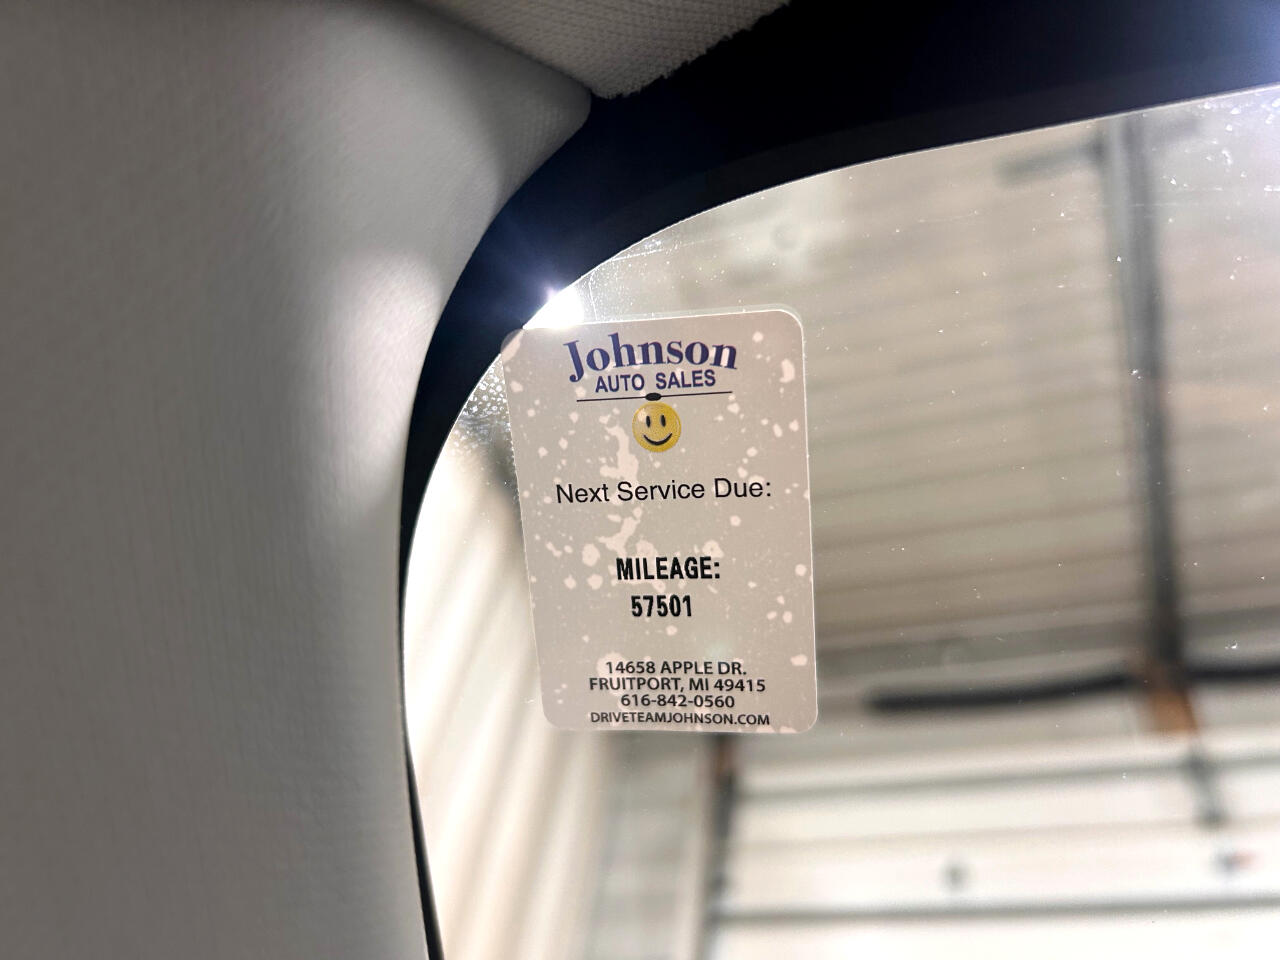 Johnson
AUTO SALES
Next Service Due:
MILEAGE:
57501
14658 APPLE DR.
FRUITPORT, MI 49415
616-842-0560
DRIVETEAMJOHNSON.COM